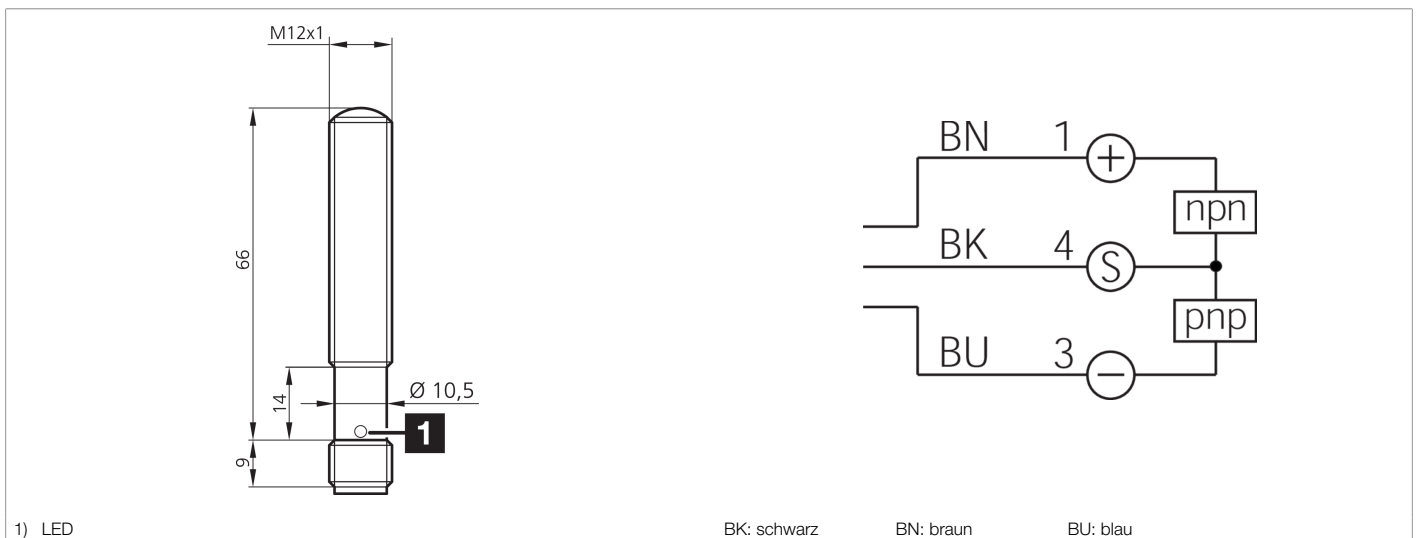 M12x1
66
14
Ø 10,5
1
9
BN 1 +
npn
BK 4 S
pnp
BU 3 −
1) LED
BK: schwarz BN: braun BU: blau